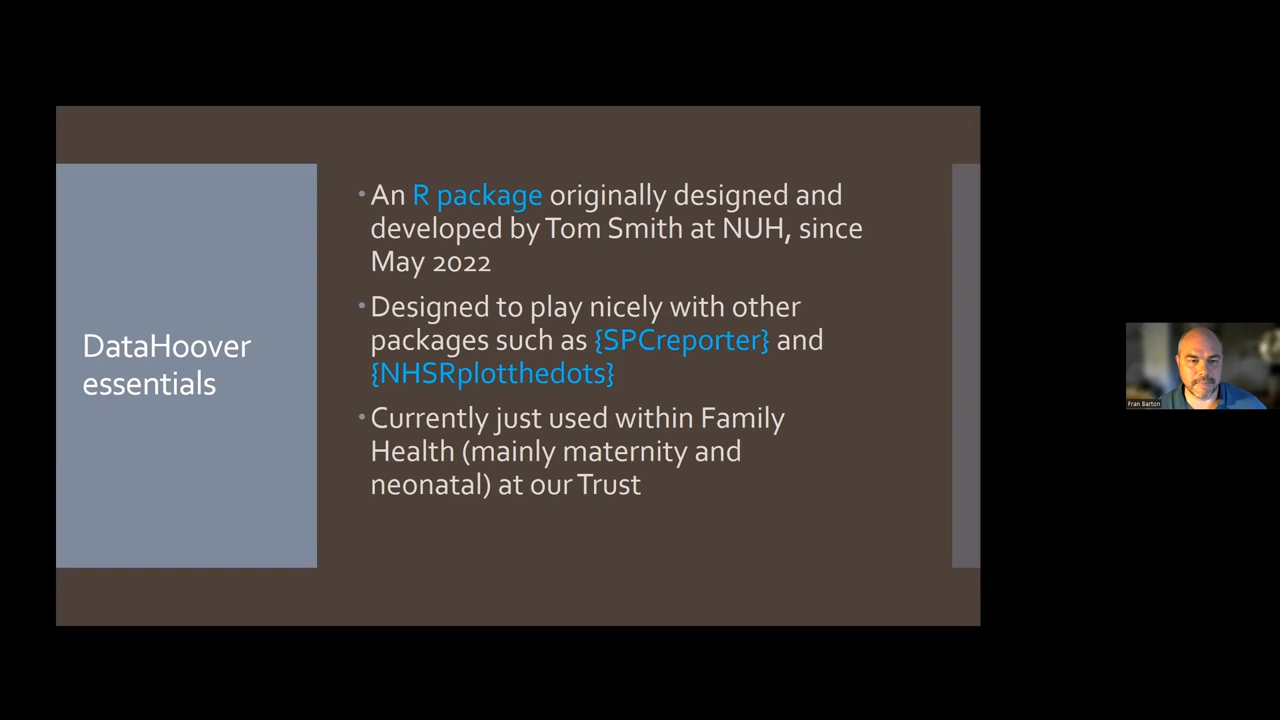 DataHoover
essentials
An R package originally designed and
developed by Tom Smith at NUH, since
May 2022
Designed to play nicely with other
packages such as {SPCreporter} and
{NHSRplotthedots}
Currently just used within Family
Health (mainly maternity and
neonatal) at our Trust
Fran Barton